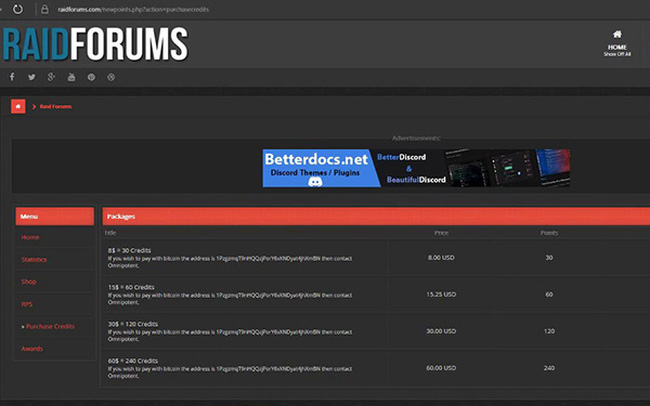 raidforums.com/newpoints.php?action=purchasecredits
RAIDFORUMS
HOME
Show Off All
Raid Forums
Advertisements:
Betterdocs.net
Discord Themes / Plugins
BetterDiscord
&
BeautifulDiscord
Menu
Home
Statistics
Shop
RPS
» Purchase Credits
Awards
Packages
Title Price Points
8$ = 30 Credits
If you wish to pay with bitcoin the address is then contact
Omnipotent.
8.00 USD 30
15$ = 60 Credits
If you wish to pay with bitcoin the address is then contact
Omnipotent.
15.25 USD 60
30$ = 120 Credits
If you wish to pay with bitcoin the address is then contact
Omnipotent.
30.00 USD 120
60$ = 240 Credits
If you wish to pay with bitcoin the address is then contact
Omnipotent.
60.00 USD 240